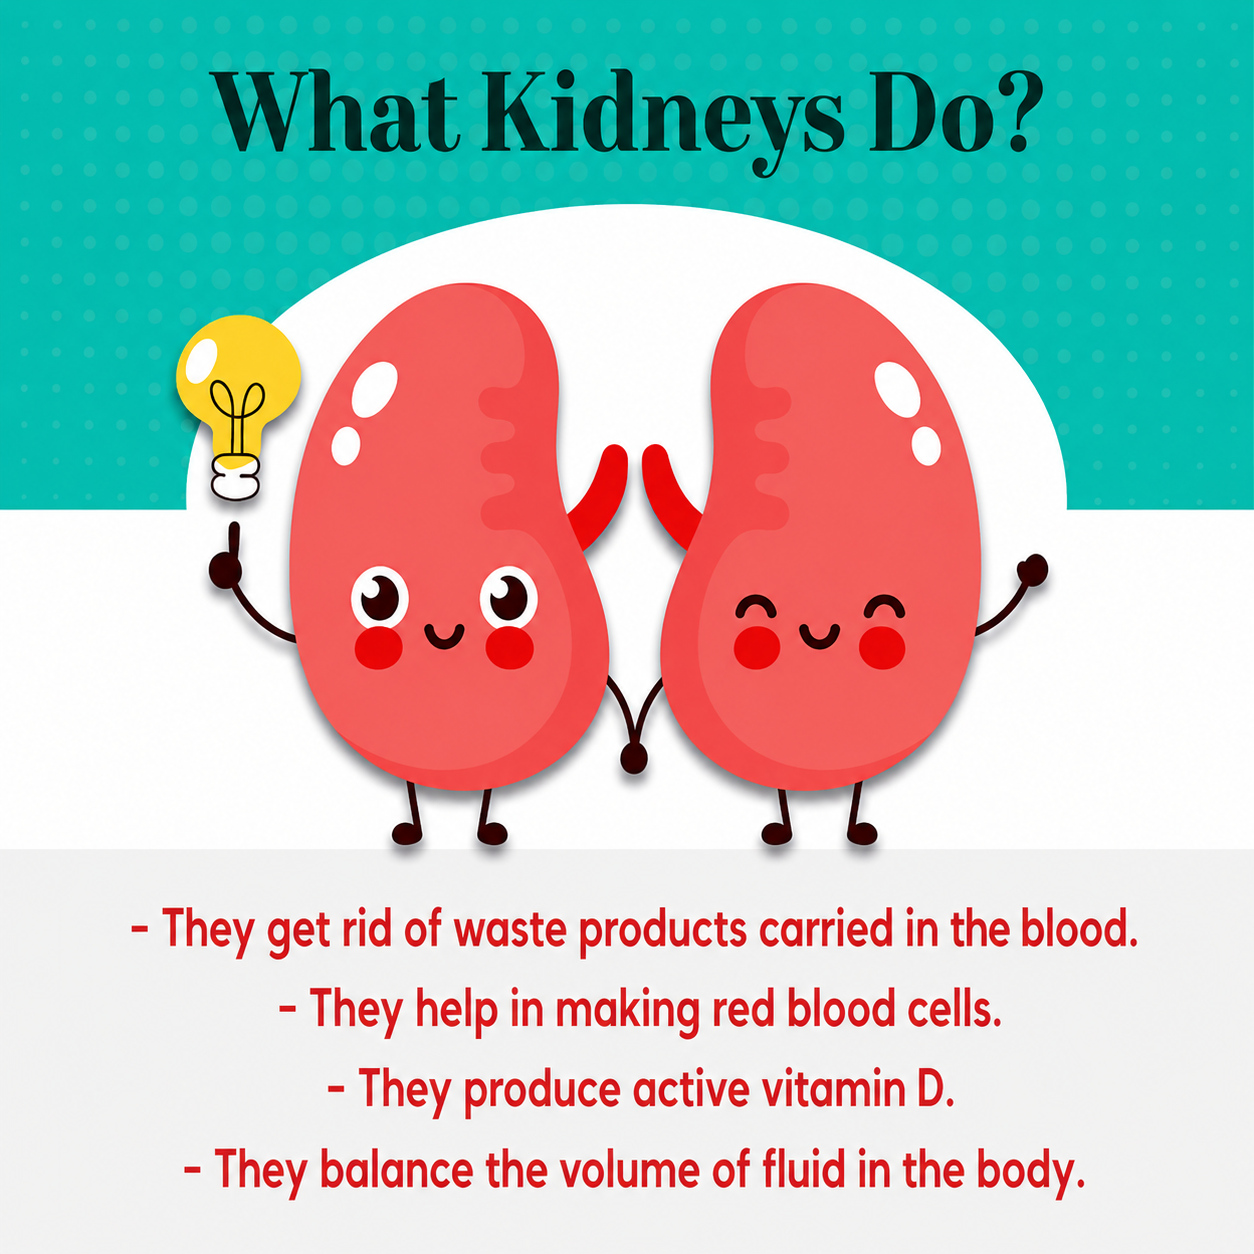 What Kidneys Do?
- They get rid of waste products carried in the blood.
- They help in making red blood cells.
- They produce active vitamin D.
- They balance the volume of fluid in the body.